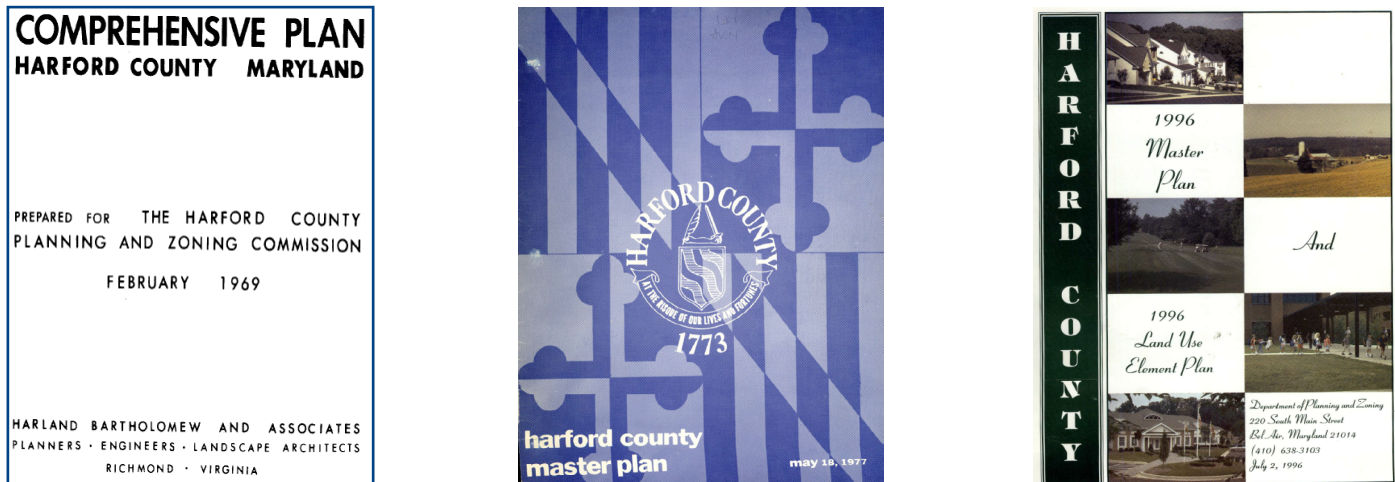 COMPREHENSIVE PLAN
HARFORD COUNTY MARYLAND
PREPARED FOR THE HARFORD COUNTY
PLANNING AND ZONING COMMISSION
FEBRUARY 1969
HARLAND BARTHOLOMEW AND ASSOCIATES
PLANNERS · ENGINEERS · LANDSCAPE ARCHITECTS
RICHMOND · VIRGINIA
HARFORD COUNTY
AT THE RISQUE OF OUR LIVES AND FORTUNES
1773
harford county
master plan
may 18, 1977
HARFORD COUNTY
1996
Master
Plan
And
1996
Land Use
Element Plan
Department of Planning and Zoning
220 South Main Street
Bel Air, Maryland 21014
(410) 638-3103
July 2, 1996